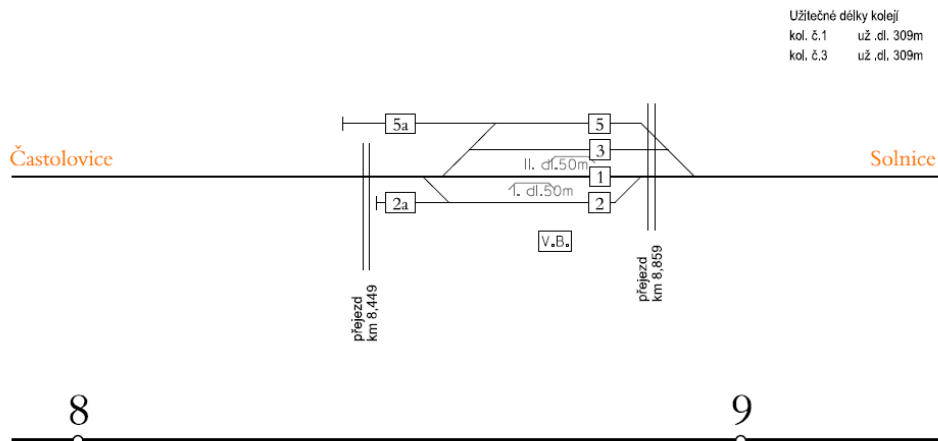 Užitečné délky kolejí
kol. č.1 už .dl. 309m
kol. č.3 už .dl. 309m
5a 5
Častolovice 3 Solnice
II. dl.50m
1
I. dl.50m
2a 2
V.B.
přejezd
km 8,449
přejezd
km 8,859
8 9